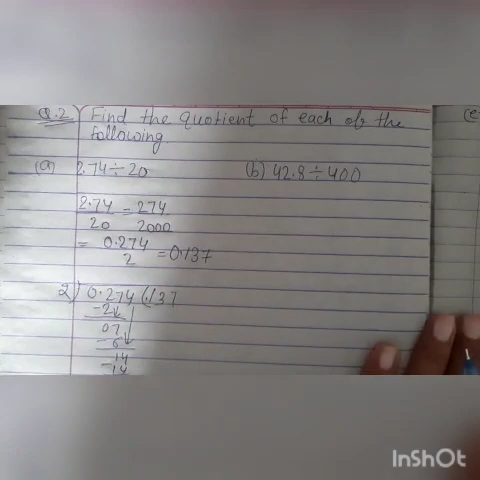 Q.2 Find the quotient of each of the
following.
(a) 2.74 ÷ 20 (b) 42.8 ÷ 400
2.74/20 = 274/2000
= 0.274/2 = 0.137
2) 0.274 (.137
-2
07
-6
14
-14
(e
InShOt